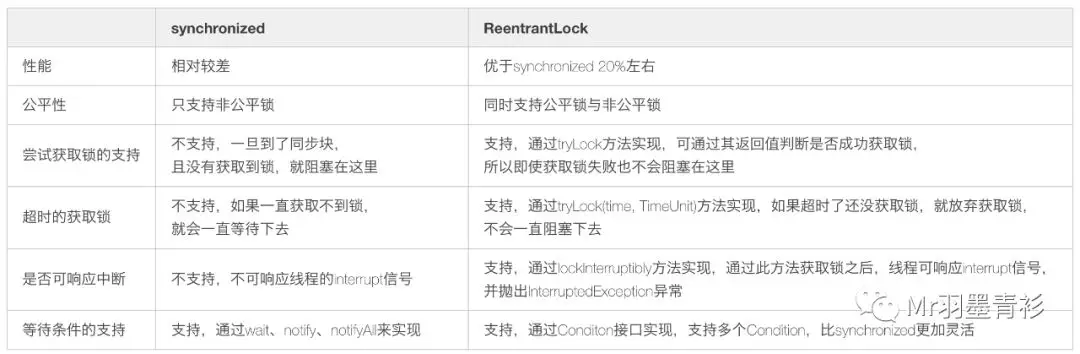 synchronized
ReentrantLock
性能
相对较差
优于synchronized 20%左右
公平性
只支持非公平锁
同时支持公平锁与非公平锁
尝试获取锁的支持
不支持，一旦到了同步块，
且没有获取到锁，就阻塞在这里
支持，通过tryLock方法实现，可通过其返回值判断是否成功获取锁，
所以即使获取锁失败也不会阻塞在这里
超时的获取锁
不支持，如果一直获取不到锁，
就会一直等待下去
支持，通过tryLock(time, TimeUnit)方法实现，如果超时了还没获取锁，就放弃获取锁，
不会一直阻塞下去
是否可响应中断
不支持，不可响应线程的interrupt信号
支持，通过lockInterruptibly方法实现，通过此方法获取锁之后，线程可响应interrupt信号，
并抛出InterruptedException异常
等待条件的支持
支持，通过wait、notify、notifyAll来实现
支持，通过Conditon接口实现，支持多个Condition，比synchronized更加灵活
Mr羽墨青衫